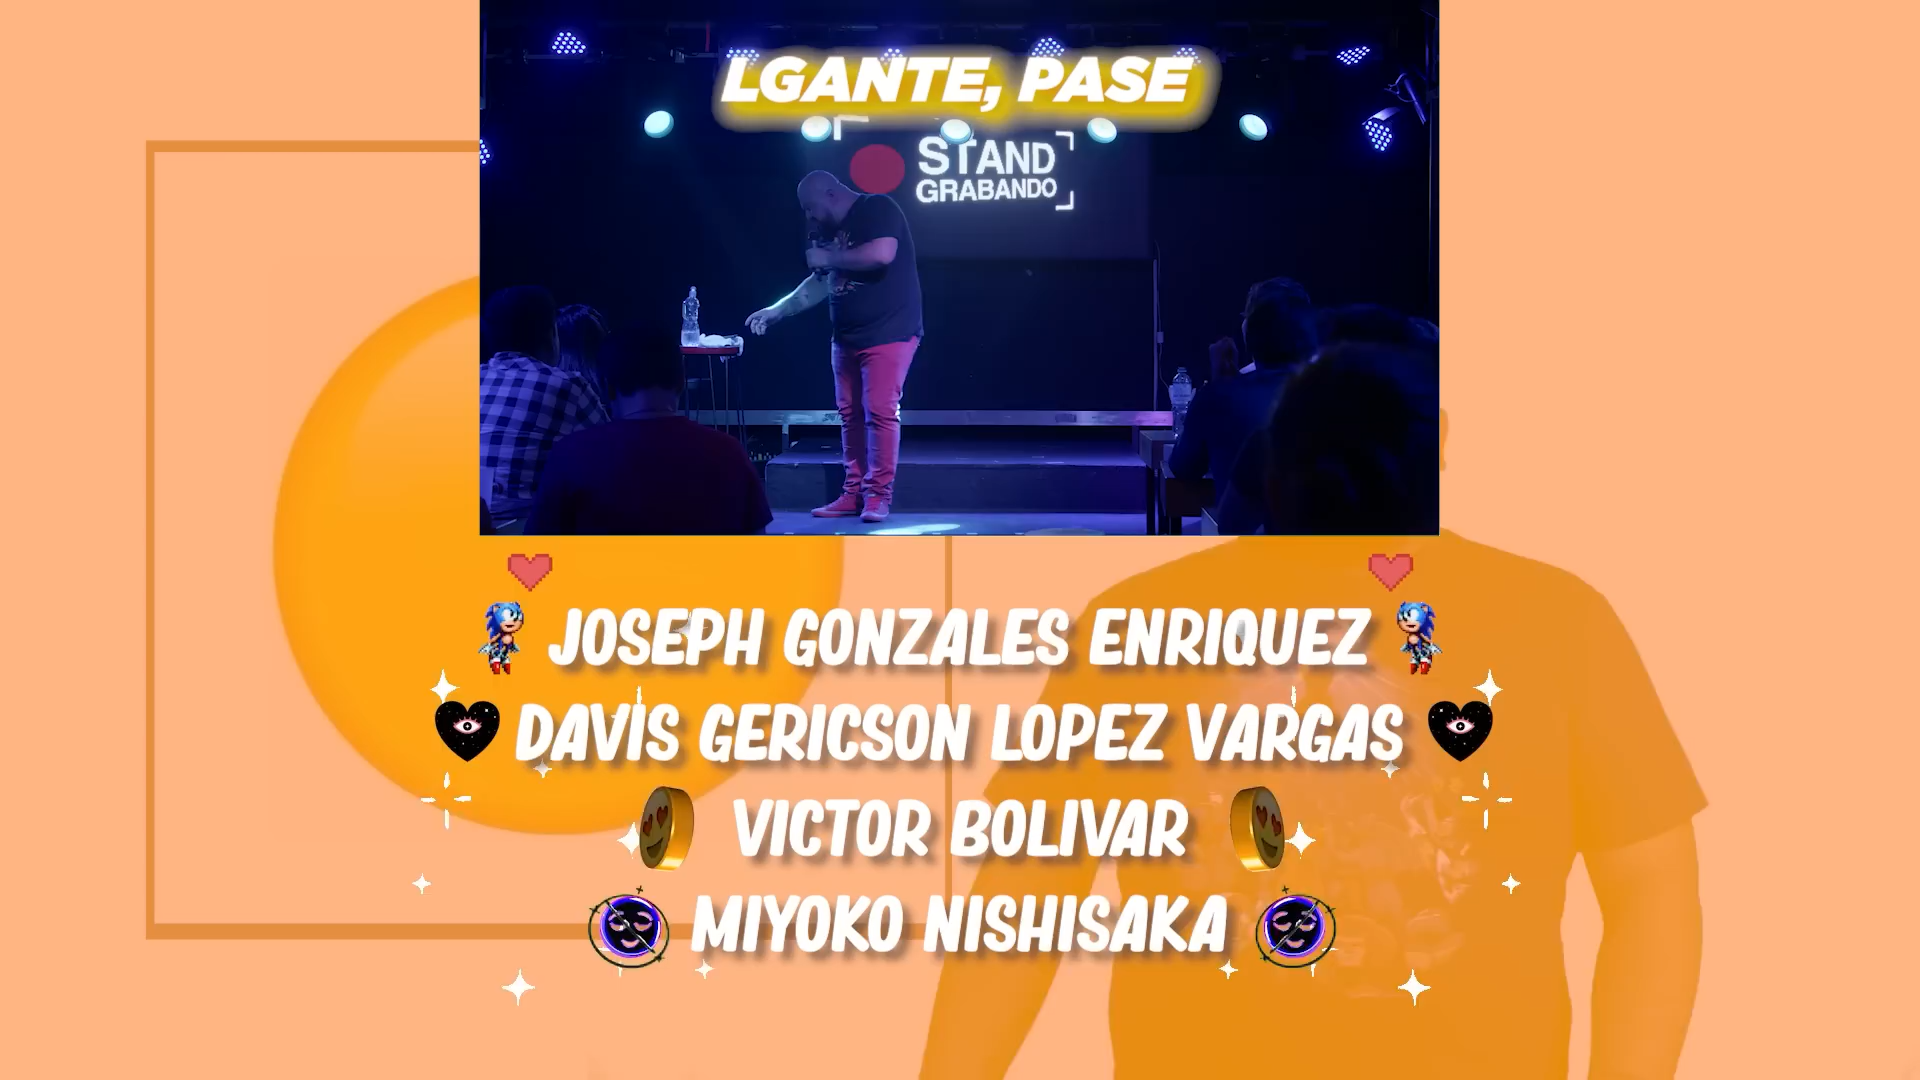 LGANTE, PASE
STAND
GRABANDO
JOSEPH GONZALES ENRIQUEZ
DAVIS GERICSON LOPEZ VARGAS
VICTOR BOLIVAR
MIYOKO NISHISAKA